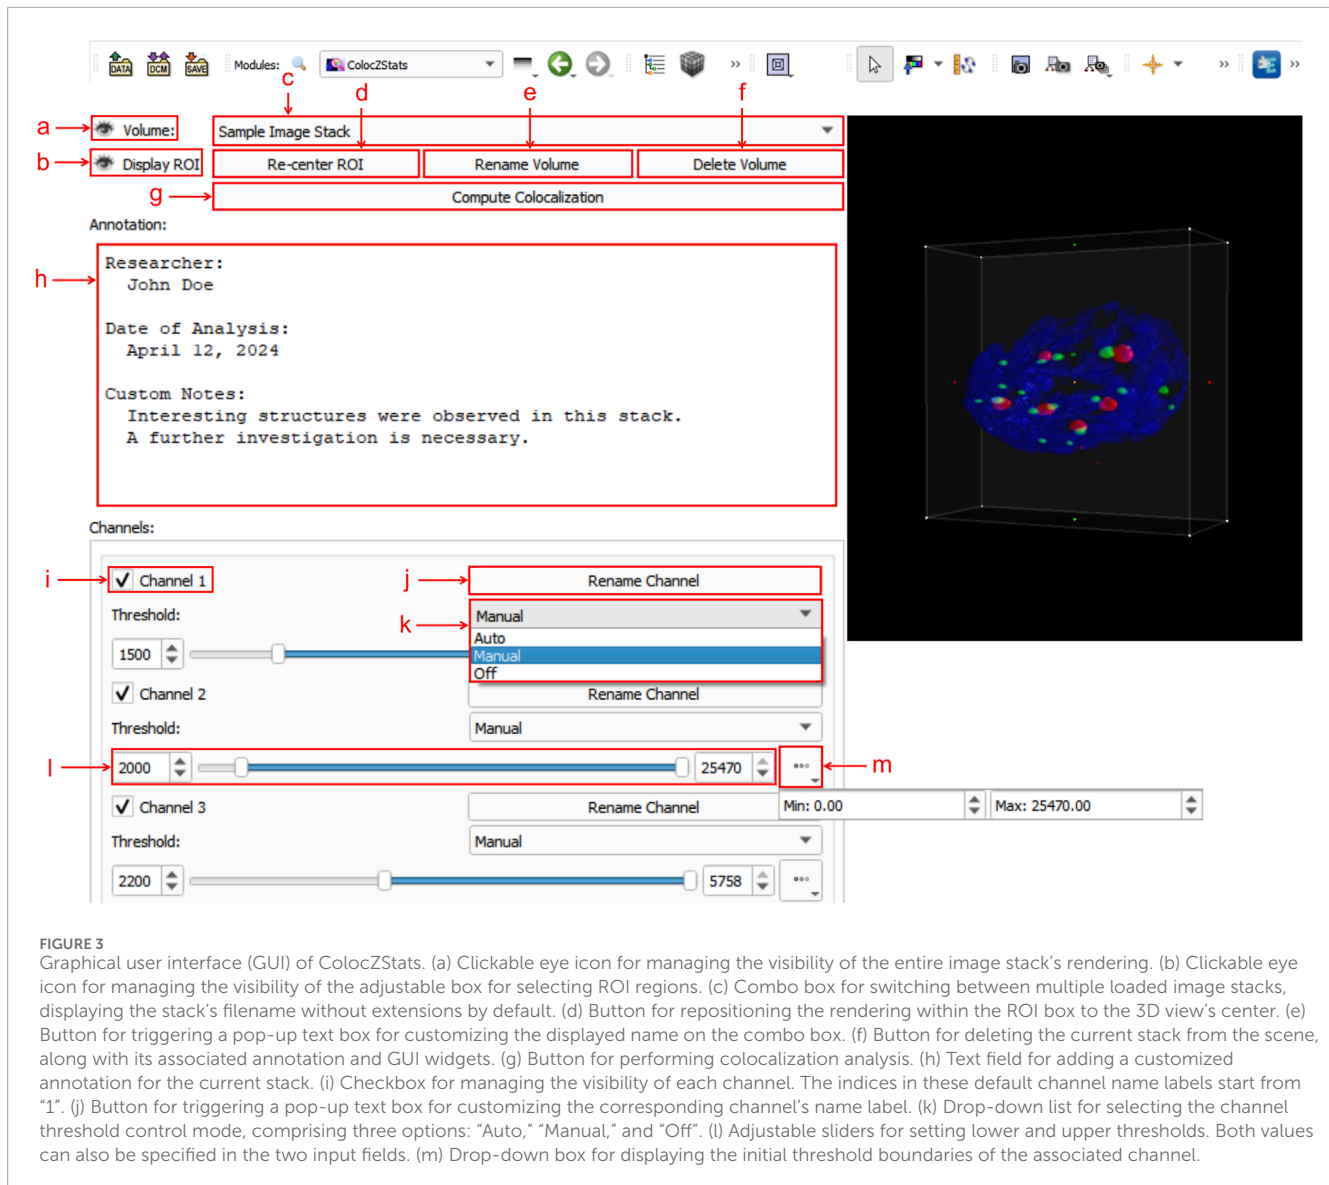 DATA DCM SAVE Modules: ColocZStats
c d e f
a Volume: Sample Image Stack
b Display ROI Re-center ROI Rename Volume Delete Volume
g Compute Colocalization
Annotation:
h
Researcher:
John Doe
Date of Analysis:
April 12, 2024
Custom Notes:
Interesting structures were observed in this stack.
A further investigation is necessary.
Channels:
i Channel 1 j Rename Channel
Threshold: k Manual
Auto
1500 Manual
Off
Channel 2 Rename Channel
Threshold: Manual
l 2000 25470 m
Channel 3 Rename Channel Min: 0.00 Max: 25470.00
Threshold: Manual
2200 5758
FIGURE 3
Graphical user interface (GUI) of ColocZStats. (a) Clickable eye icon for managing the visibility of the entire image stack’s rendering. (b) Clickable eye
icon for managing the visibility of the adjustable box for selecting ROI regions. (c) Combo box for switching between multiple loaded image stacks,
displaying the stack’s filename without extensions by default. (d) Button for repositioning the rendering within the ROI box to the 3D view’s center. (e)
Button for triggering a pop-up text box for customizing the displayed name on the combo box. (f) Button for deleting the current stack from the scene,
along with its associated annotation and GUI widgets. (g) Button for performing colocalization analysis. (h) Text field for adding a customized
annotation for the current stack. (i) Checkbox for managing the visibility of each channel. The indices in these default channel name labels start from
“1”. (j) Button for triggering a pop-up text box for customizing the corresponding channel’s name label. (k) Drop-down list for selecting the channel
threshold control mode, comprising three options: “Auto,” “Manual,” and “Off”. (l) Adjustable sliders for setting lower and upper thresholds. Both values
can also be specified in the two input fields. (m) Drop-down box for displaying the initial threshold boundaries of the associated channel.